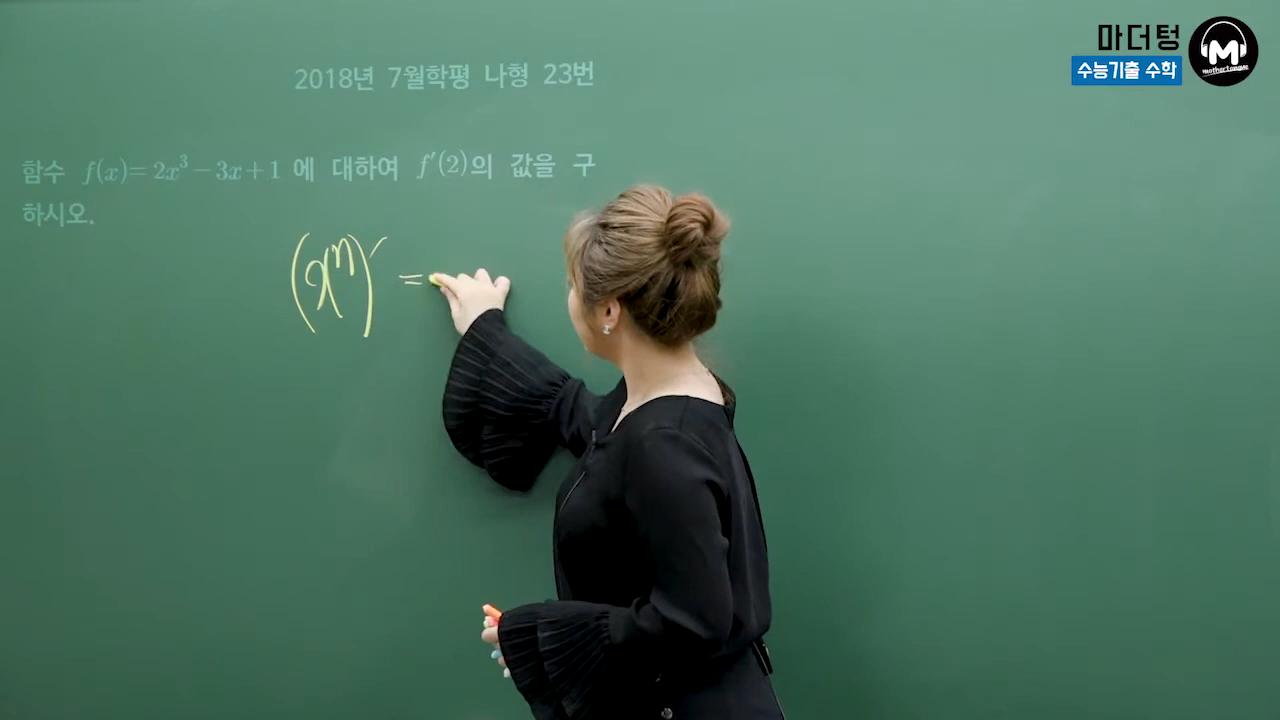 마더텅
수능기출 수학
M
mothertongue
2018년 7월학평 나형 23번
함수 f(x)=2x³-3x+1에 대하여 f′(2)의 값을 구
하시오.
(xⁿ)′ =